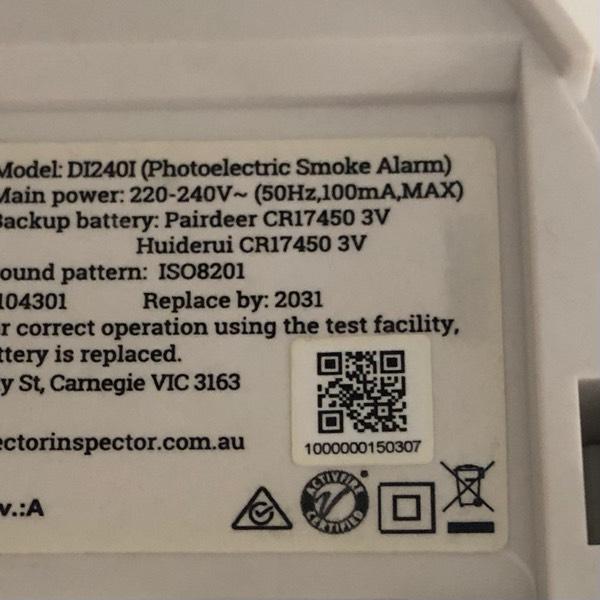 Model: DI240I (Photoelectric Smoke Alarm)
Main power: 220-240V~ (50Hz,100mA,MAX)
Backup battery: Pairdeer CR17450 3V
Huiderui CR17450 3V
ound pattern: ISO8201
104301 Replace by: 2031
r correct operation using the test facility,
ttery is replaced.
y St, Carnegie VIC 3163
ectorinspector.com.au
1000000150307
v.:A
ACTIVFIRE CERTIFIED